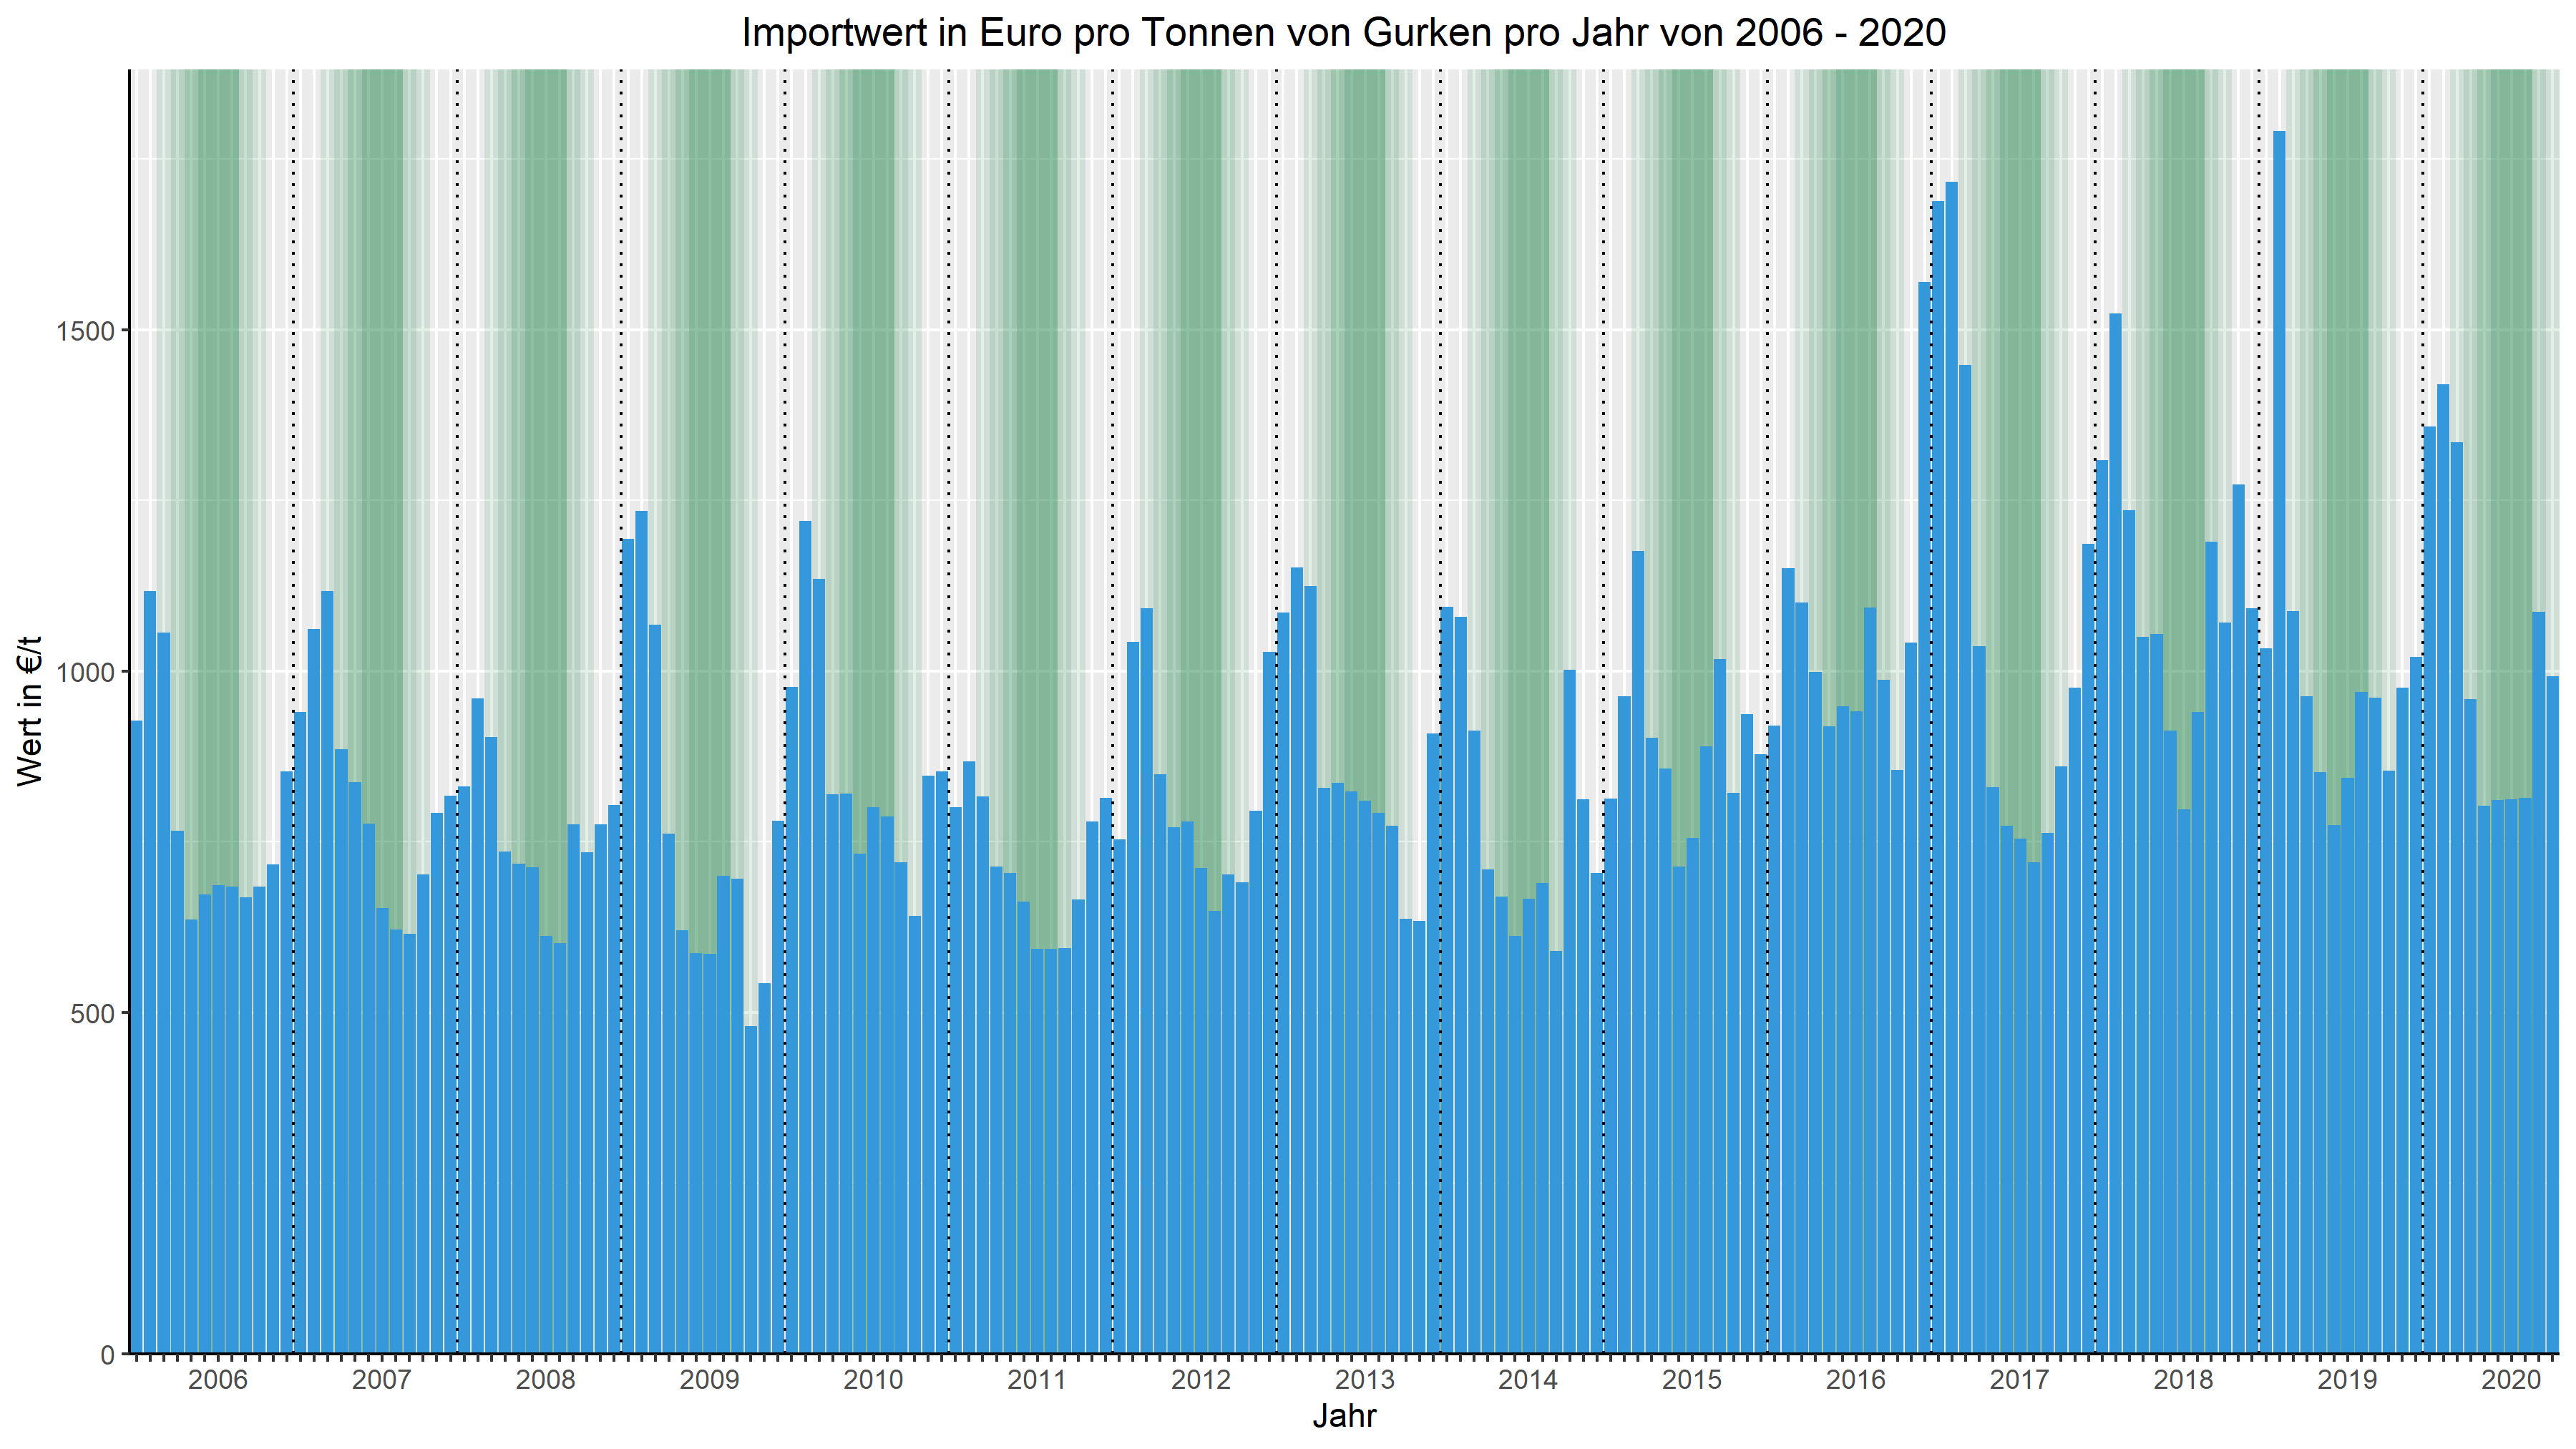 Importwert in Euro pro Tonnen von Gurken pro Jahr von 2006 - 2020
Wert in €/t
1500
1000
500
0
2006 2007 2008 2009 2010 2011 2012 2013 2014 2015 2016 2017 2018 2019 2020
Jahr